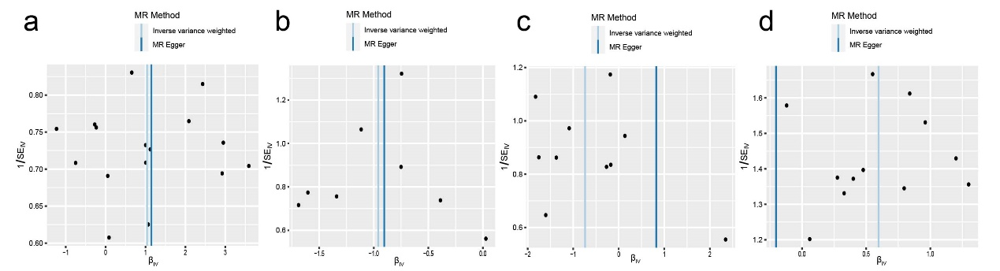 a
MR Method
Inverse variance weighted
MR Egger
0.80
0.75
0.70
0.65
0.60
1/SE_IV
-1
0
1
2
3
β_IV
b
MR Method
Inverse variance weighted
MR Egger
1.2
1.0
0.8
0.6
1/SE_IV
-1.5
-1.0
-0.5
0.0
β_IV
c
MR Method
Inverse variance weighted
MR Egger
1.2
1.0
0.8
0.6
1/SE_IV
-2
-1
0
1
2
β_IV
d
MR Method
Inverse variance weighted
MR Egger
1.6
1.5
1.4
1.3
1.2
1/SE_IV
0.0
0.5
1.0
β_IV